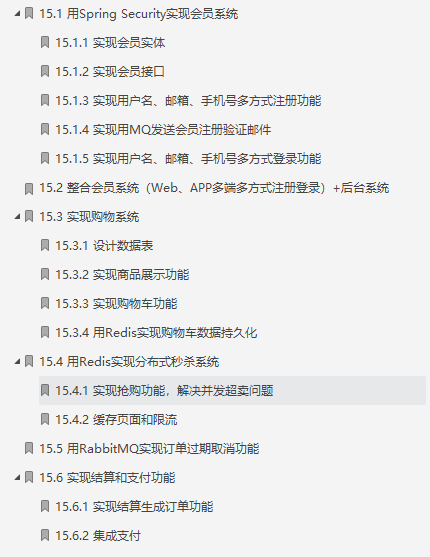 15.1 用Spring Security实现会员系统
15.1.1 实现会员实体
15.1.2 实现会员接口
15.1.3 实现用户名、邮箱、手机号多方式注册功能
15.1.4 实现用MQ发送会员注册验证邮件
15.1.5 实现用户名、邮箱、手机号多方式登录功能
15.2 整合会员系统（Web、APP多端多方式注册登录）+后台系统
15.3 实现购物系统
15.3.1 设计数据表
15.3.2 实现商品展示功能
15.3.3 实现购物车功能
15.3.4 用Redis实现购物车数据持久化
15.4 用Redis实现分布式秒杀系统
15.4.1 实现抢购功能，解决并发超卖问题
15.4.2 缓存页面和限流
15.5 用RabbitMQ实现订单过期取消功能
15.6 实现结算和支付功能
15.6.1 实现结算生成订单功能
15.6.2 集成支付